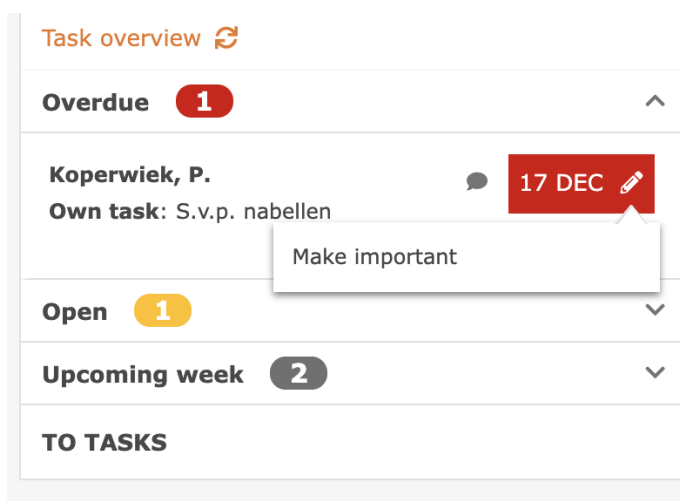 Task overview
Overdue 1
Koperwiek, P.
17 DEC
Own task: S.v.p. nabellen
Make important
Open 1
Upcoming week 2
TO TASKS